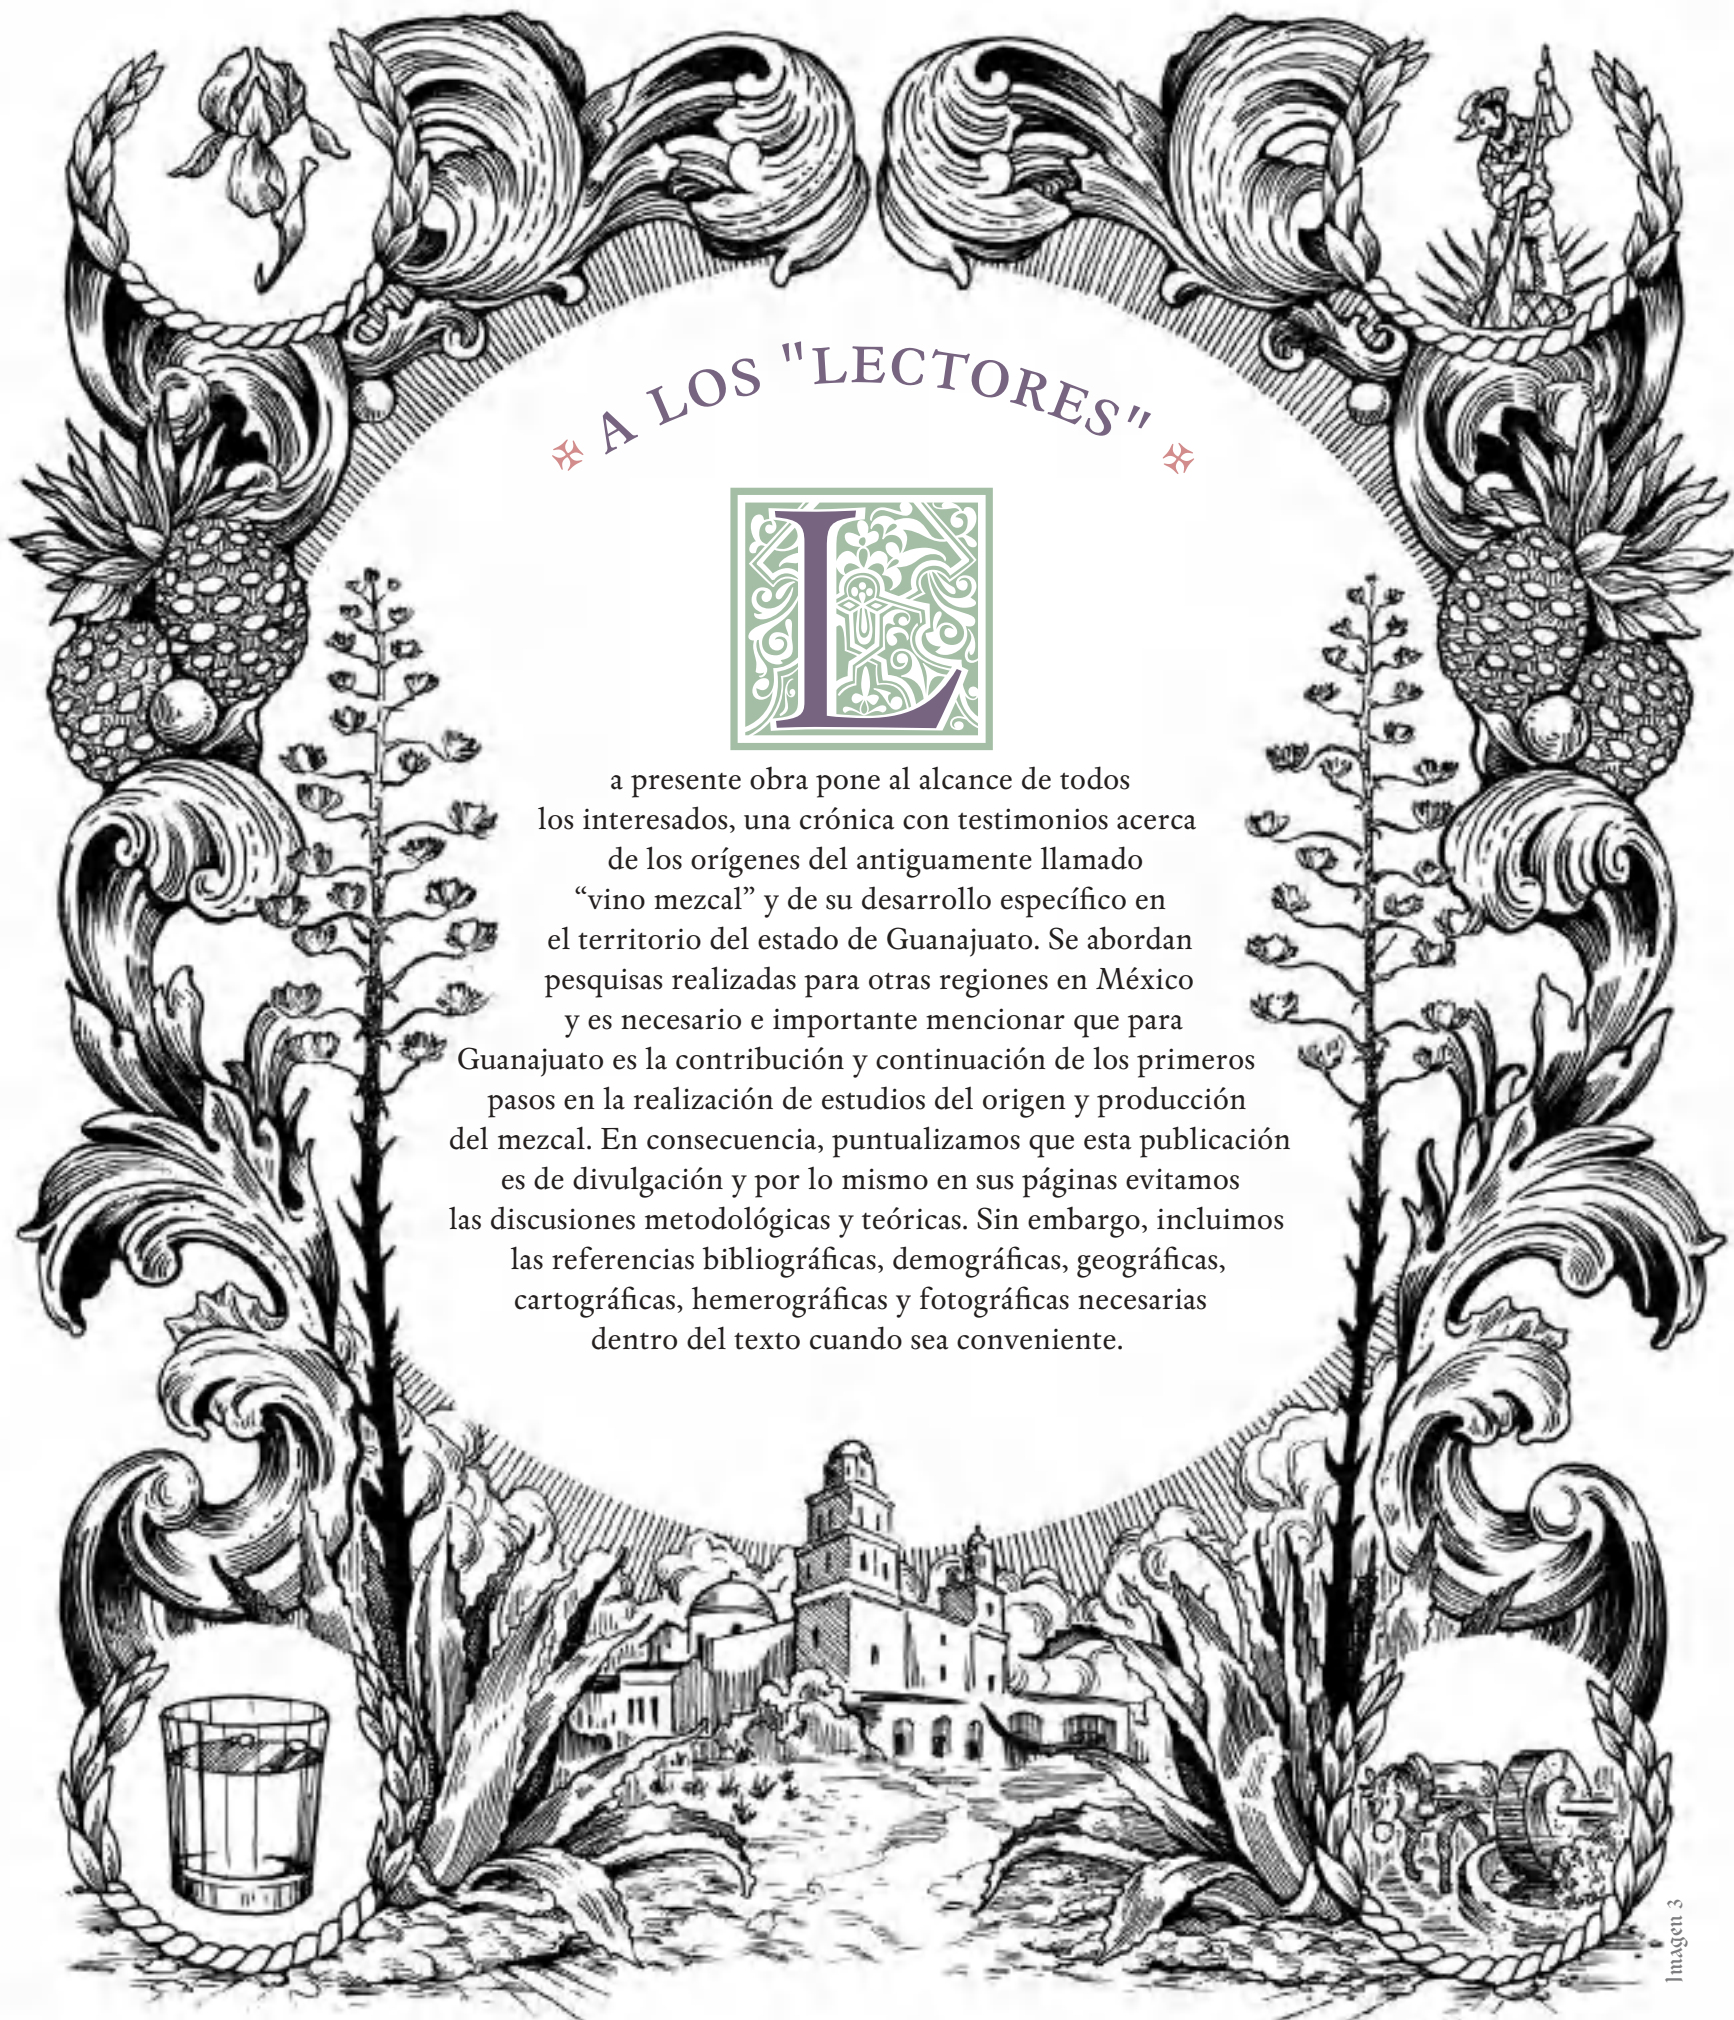 A LOS "LECTORES"
L
a presente obra pone al alcance de todos
los interesados, una crónica con testimonios acerca
de los orígenes del antiguamente llamado
“vino mezcal” y de su desarrollo específico en
el territorio del estado de Guanajuato. Se abordan
pesquisas realizadas para otras regiones en México
y es necesario e importante mencionar que para
Guanajuato es la contribución y continuación de los primeros
pasos en la realización de estudios del origen y producción
del mezcal. En consecuencia, puntualizamos que esta publicación
es de divulgación y por lo mismo en sus páginas evitamos
las discusiones metodológicas y teóricas. Sin embargo, incluimos
las referencias bibliográficas, demográficas, geográficas,
cartográficas, hemerográficas y fotográficas necesarias
dentro del texto cuando sea conveniente.
Imagen 3